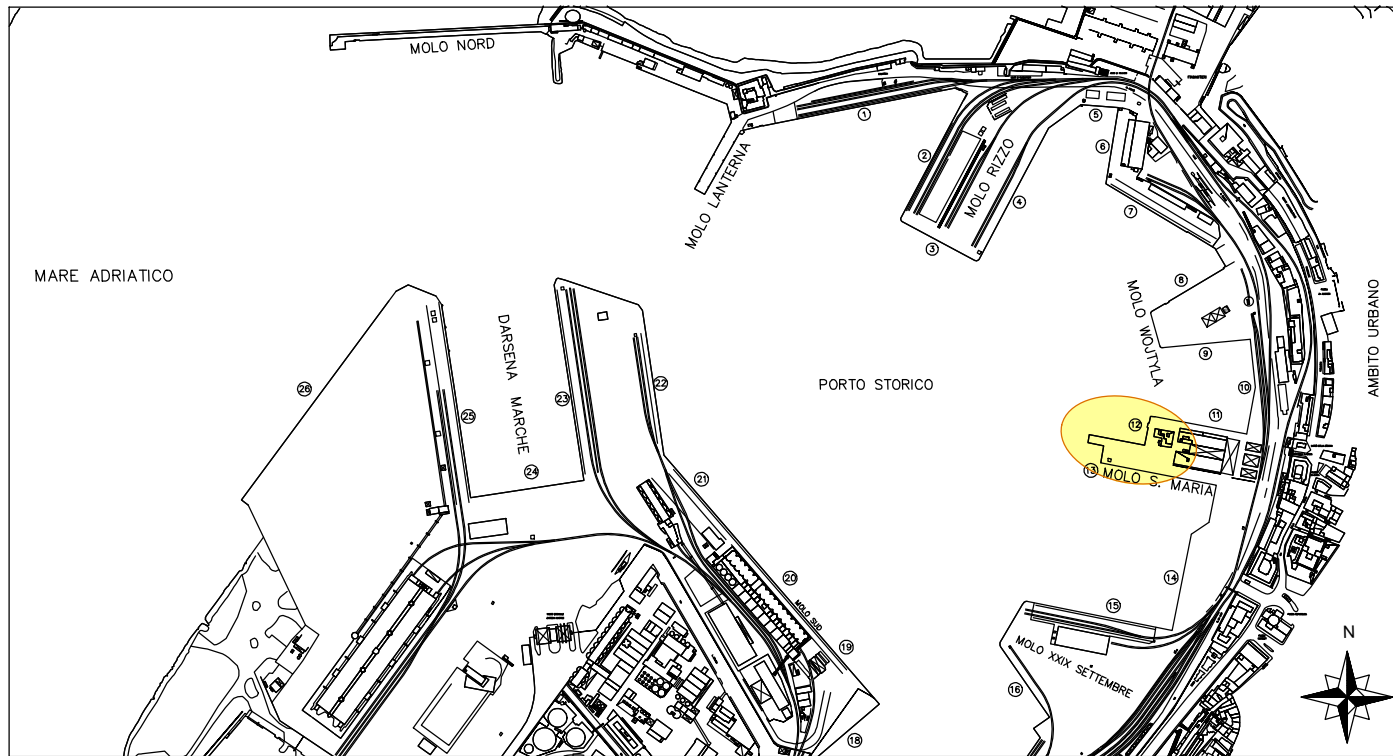 MOLO NORD
1
5
6
2
MOLO RIZZO
MOLO LANTERNA
4
7
3
MARE ADRIATICO
8
MOLO WOJTYLA
AMBITO URBANO
DARSENA MARCHE
9
22
PORTO STORICO
26
23
10
11
12
25
24
13
MOLO S. MARIA
21
20
14
15
MOLO SUD
19
MOLO XXIX SETTEMBRE
N
16
18